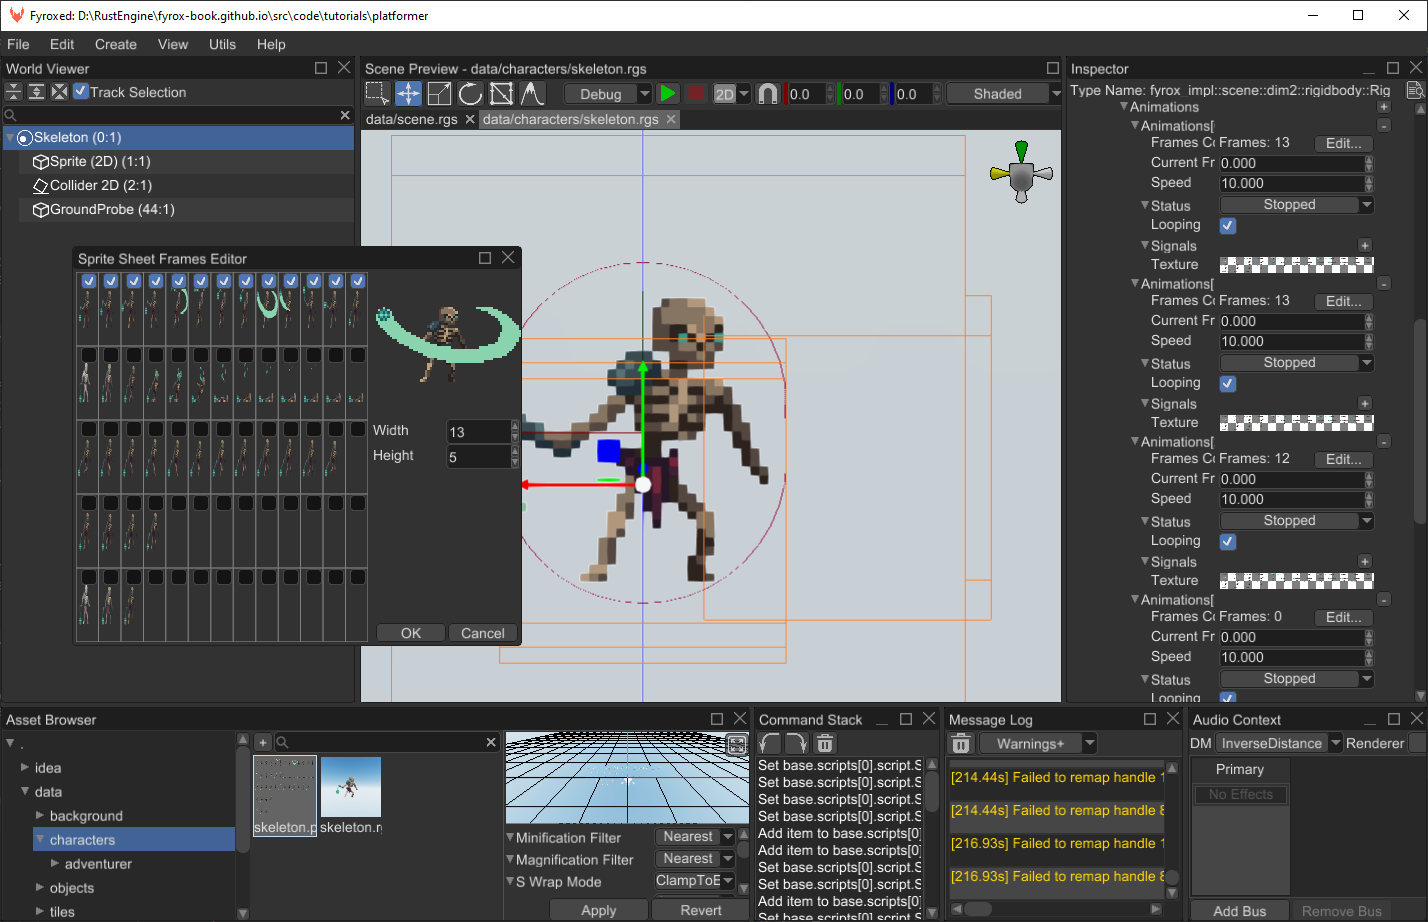 Fyroxed: D:\RustEngine\fyrox-book.github.io\src\code\tutorials\platformer
File Edit Create View Utils Help
World Viewer
Track Selection
Skeleton (0:1)
Sprite (2D) (1:1)
Collider 2D (2:1)
GroundProbe (44:1)
Scene Preview - data/characters/skeleton.rgs
Debug 2D 0.0 0.0 0.0 Shaded
data/scene.rgs data/characters/skeleton.rgs
Sprite Sheet Frames Editor
Width 13
Height 5
OK Cancel
Inspector
Type Name: fyrox_impl::scene::dim2::rigidbody::Rig
Animations
Animations[
Frames Co Frames: 13 Edit...
Current Fr 0.000
Speed 10.000
Status Stopped
Looping
Signals
Texture
Animations[
Frames Co Frames: 13 Edit...
Current Fr 0.000
Speed 10.000
Status Stopped
Looping
Signals
Texture
Animations[
Frames Co Frames: 12 Edit...
Current Fr 0.000
Speed 10.000
Status Stopped
Looping
Signals
Texture
Animations[
Frames Co Frames: 0 Edit...
Current Fr 0.000
Speed 10.000
Status Stopped
Looping
Asset Browser
.
idea
data
background
characters
adventurer
objects
tiles
skeleton.p skeleton.r
Minification Filter Nearest
Magnification Filter Nearest
S Wrap Mode ClampToE
Apply Revert
Command Stack
Set base.scripts[0].script.S
Set base.scripts[0].script.S
Set base.scripts[0].script.S
Set base.scripts[0].script.S
Add item to base.scripts[0]
Add item to base.scripts[0]
Set base.scripts[0].script.S
Set base.scripts[0].script.S
Add item to base.scripts[0]
Set base.scripts[0].script.S
Message Log
Warnings+
[214.44s] Failed to remap handle 1
[214.44s] Failed to remap handle 8
[216.93s] Failed to remap handle 1
[216.93s] Failed to remap handle 8
Audio Context
DM InverseDistance Renderer
Primary
No Effects
Add Bus Remove Bus